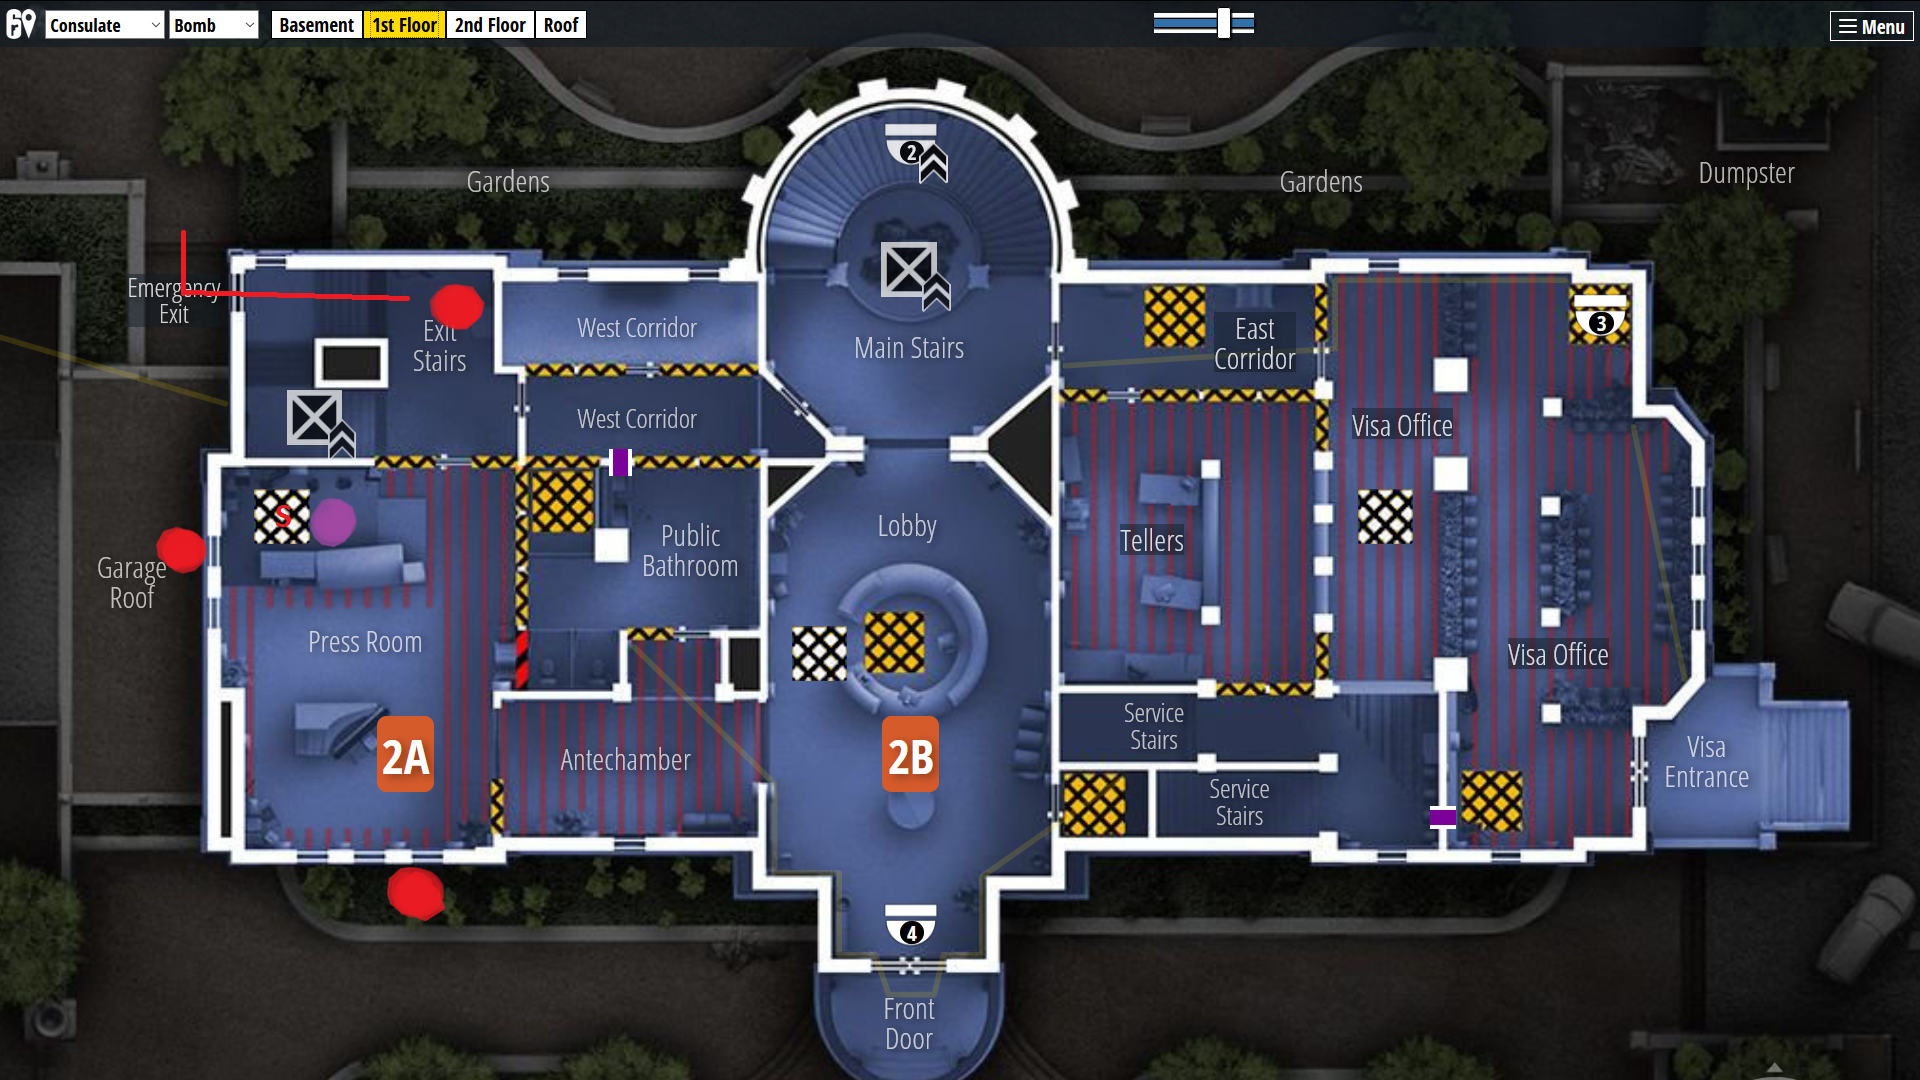 Consulate
Bomb
Basement
1st Floor
2nd Floor
Roof
Menu
2
Gardens
Gardens
Dumpster
Emergency
Exit
Exit
Stairs
West Corridor
Main Stairs
East
Corridor
3
West Corridor
Visa Office
S
Garage
Roof
Public
Bathroom
Lobby
Tellers
Press Room
Visa Office
Service
Stairs
2A
Antechamber
2B
Visa
Entrance
Service
Stairs
4
Front
Door